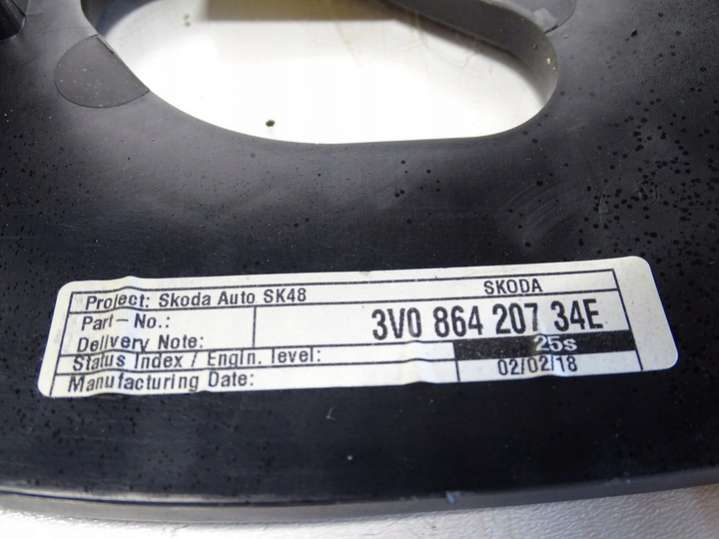 Project: Skoda Auto SK48 SKODA
Part-No.: 3V0 864 207 34E
Delivery Note: 25s
Status Index / Engin. level: 02/02/18
Manufacturing Date: